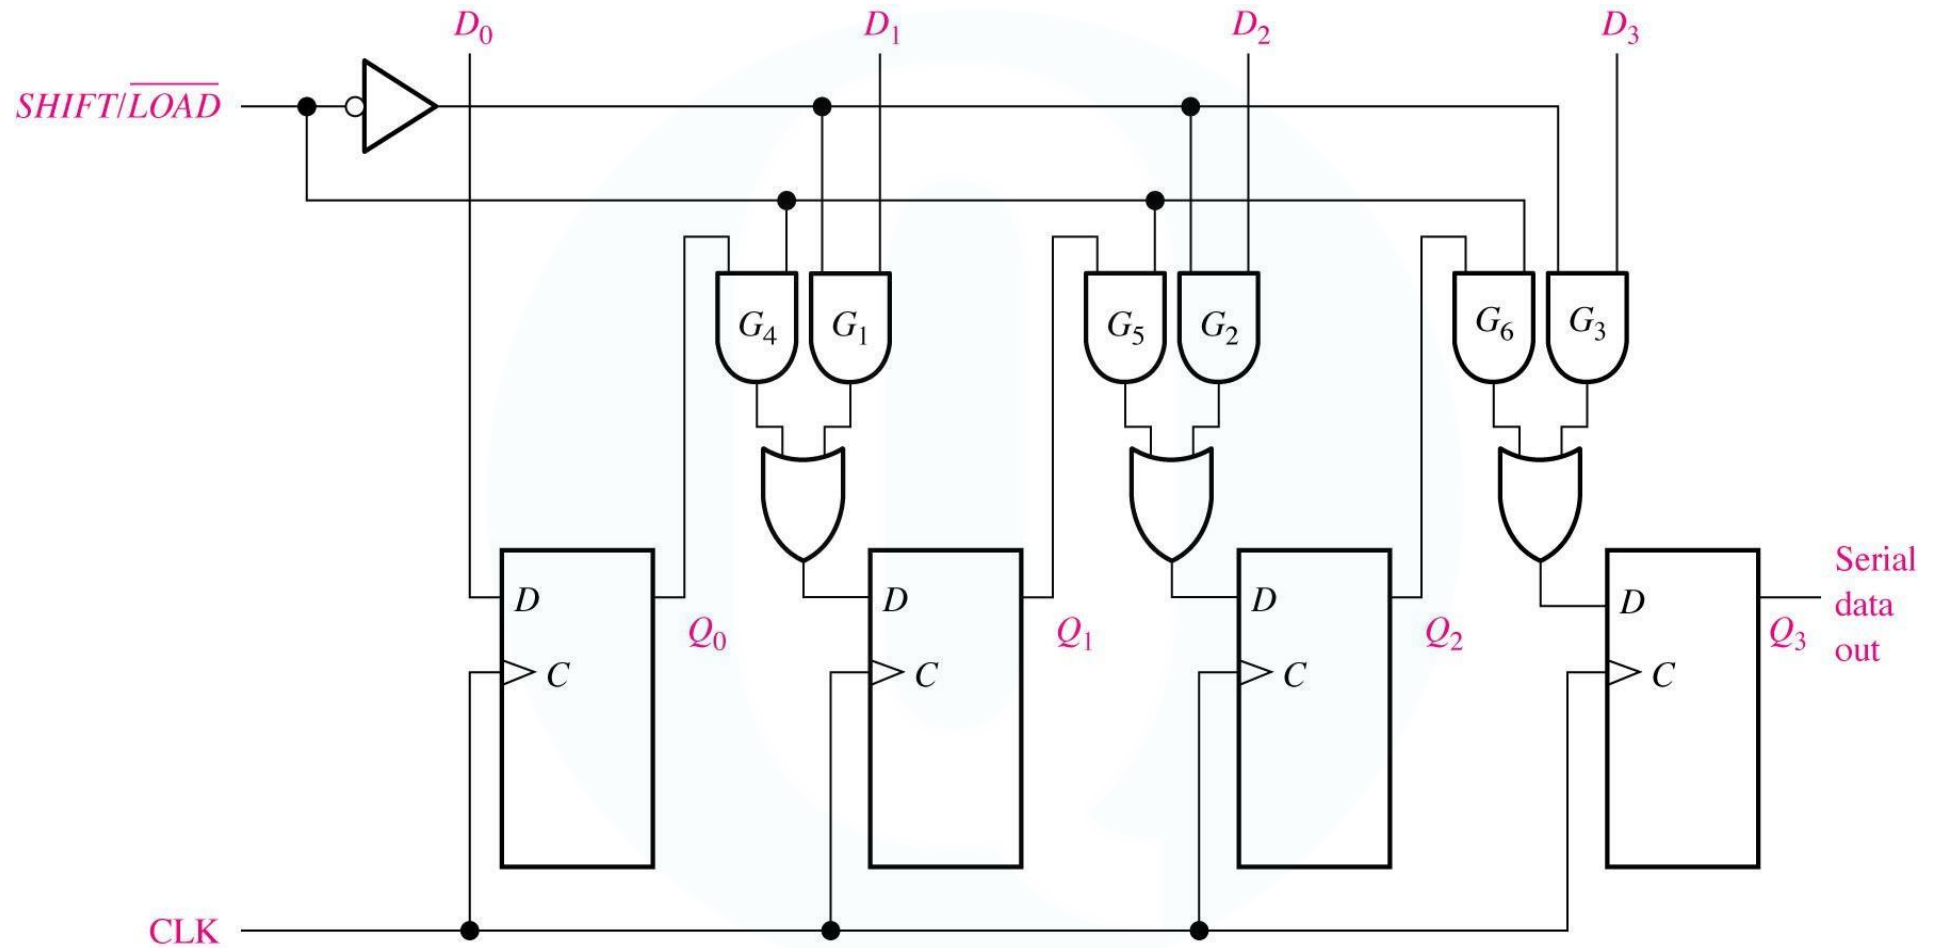 D₀ D₁ D₂ D₃
SHIFT/L̅O̅A̅D̅
G₄ G₁ G₅ G₂ G₆ G₃
D D D D
Q₀ Q₁ Q₂ Q₃
C C C C
Serial
data
out
CLK